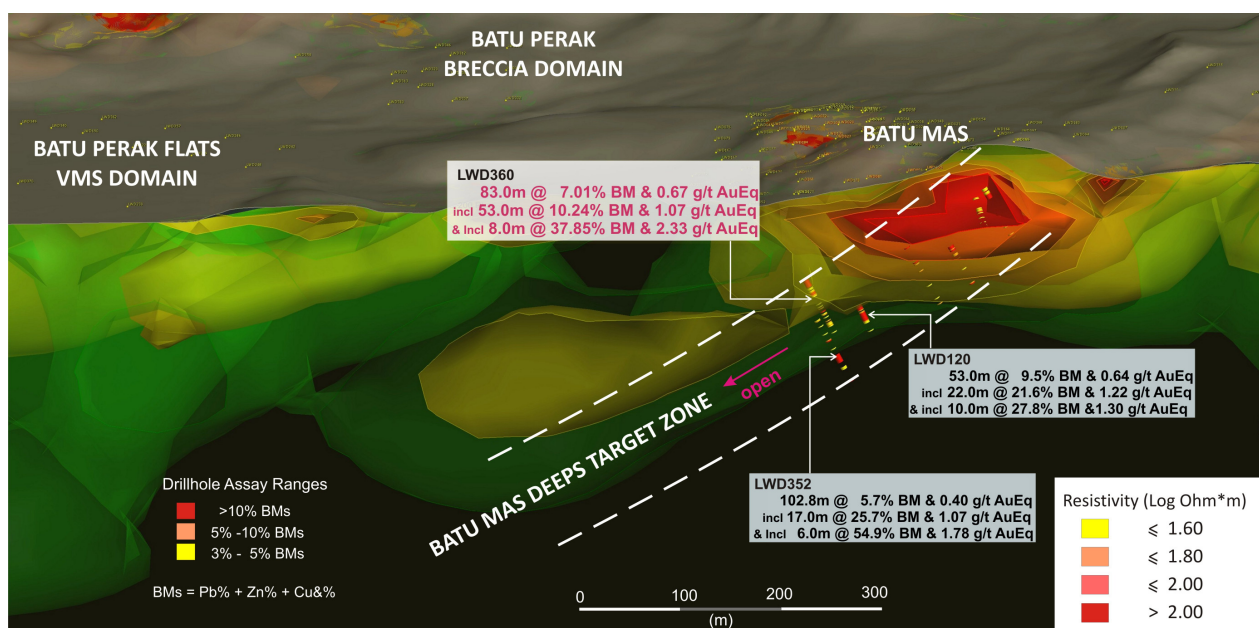 BATU PERAK
BRECCIA DOMAIN
BATU PERAK FLATS
VMS DOMAIN
BATU MAS
LWD360
83.0m @ 7.01% BM & 0.67 g/t AuEq
incl 53.0m @ 10.24% BM & 1.07 g/t AuEq
& Incl 8.0m @ 37.85% BM & 2.33 g/t AuEq
LWD120
53.0m @ 9.5% BM & 0.64 g/t AuEq
incl 22.0m @ 21.6% BM & 1.22 g/t AuEq
& incl 10.0m @ 27.8% BM &1.30 g/t AuEq
open
BATU MAS DEEPS TARGET ZONE
LWD352
102.8m @ 5.7% BM & 0.40 g/t AuEq
incl 17.0m @ 25.7% BM & 1.07 g/t AuEq
& Incl 6.0m @ 54.9% BM & 1.78 g/t AuEq
Drillhole Assay Ranges
>10% BMs
5% -10% BMs
3% - 5% BMs
BMs = Pb% + Zn% + Cu&%
0 100 200 300
(m)
Resistivity (Log Ohm*m)
⩽ 1.60
⩽ 1.80
⩽ 2.00
> 2.00